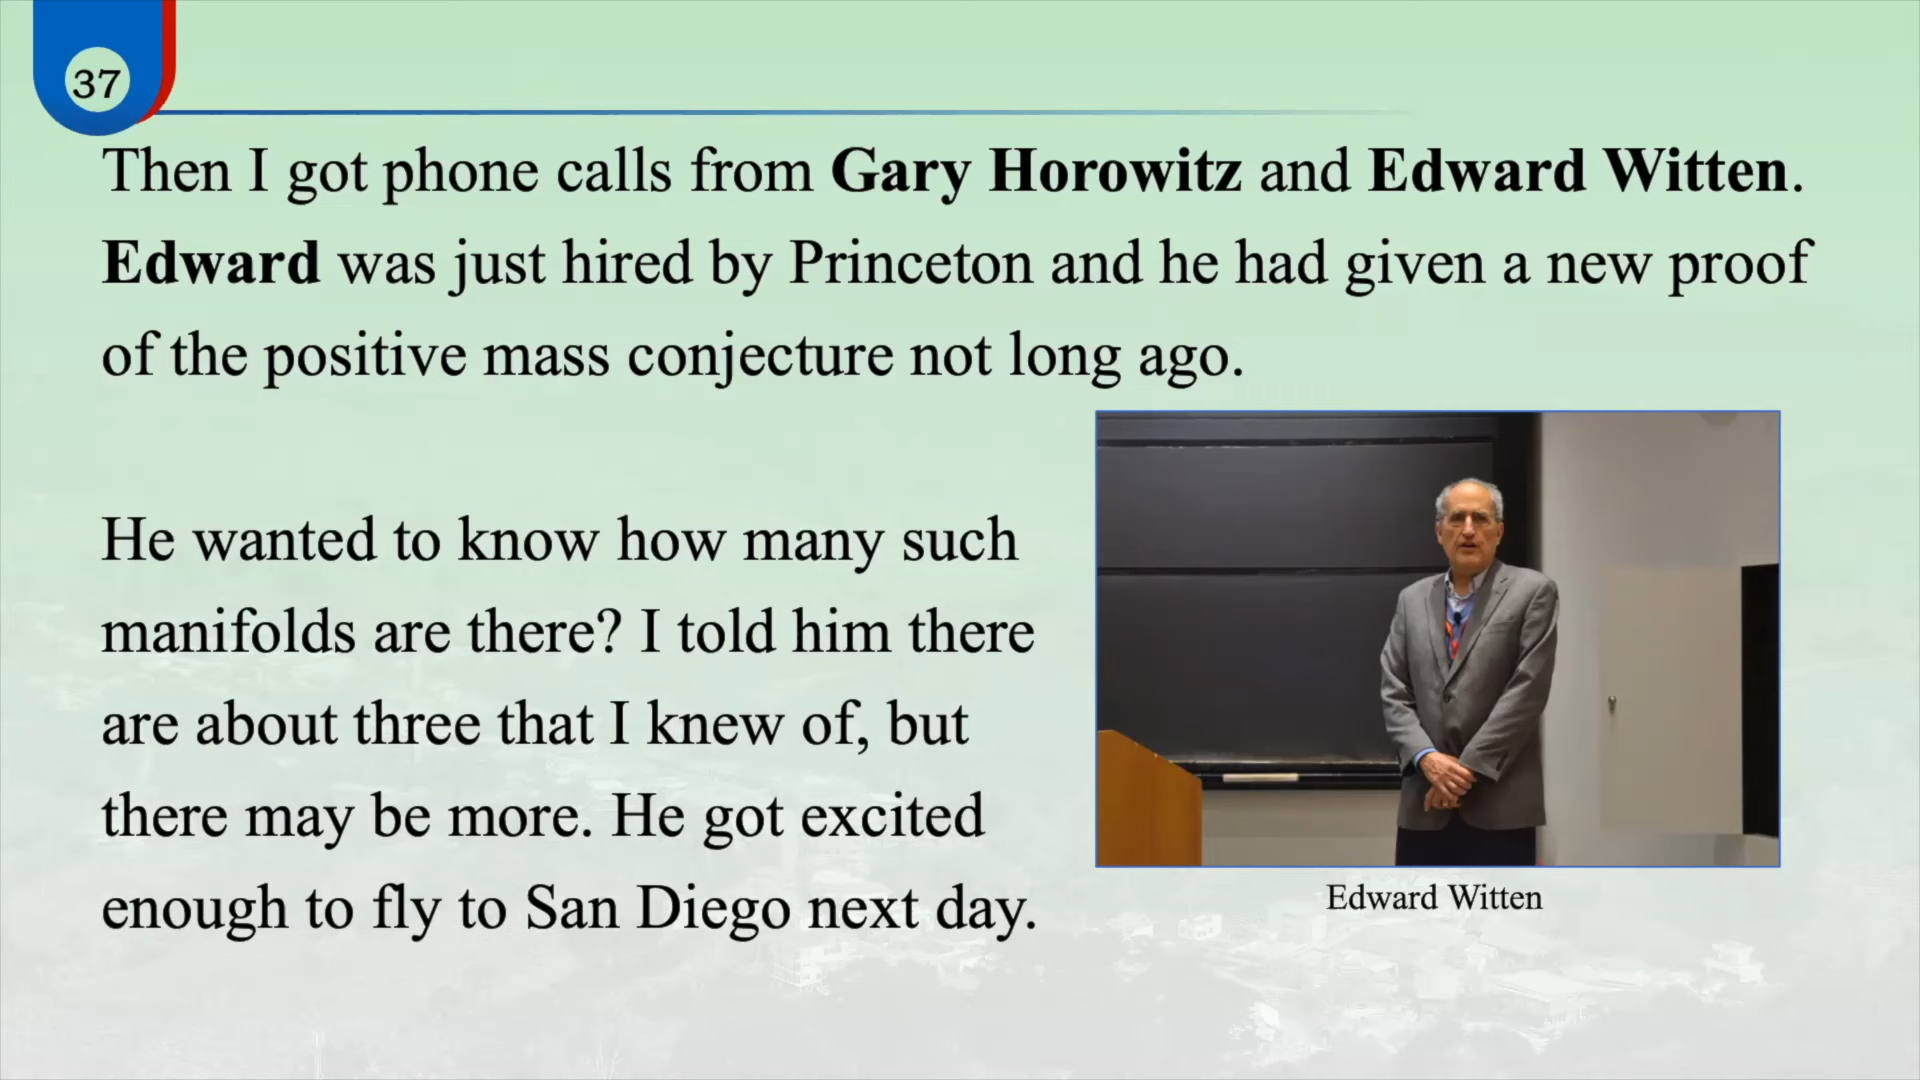 37
Then I got phone calls from Gary Horowitz and Edward Witten.
Edward was just hired by Princeton and he had given a new proof
of the positive mass conjecture not long ago.
He wanted to know how many such
manifolds are there? I told him there
are about three that I knew of, but
there may be more. He got excited
enough to fly to San Diego next day.
Edward Witten